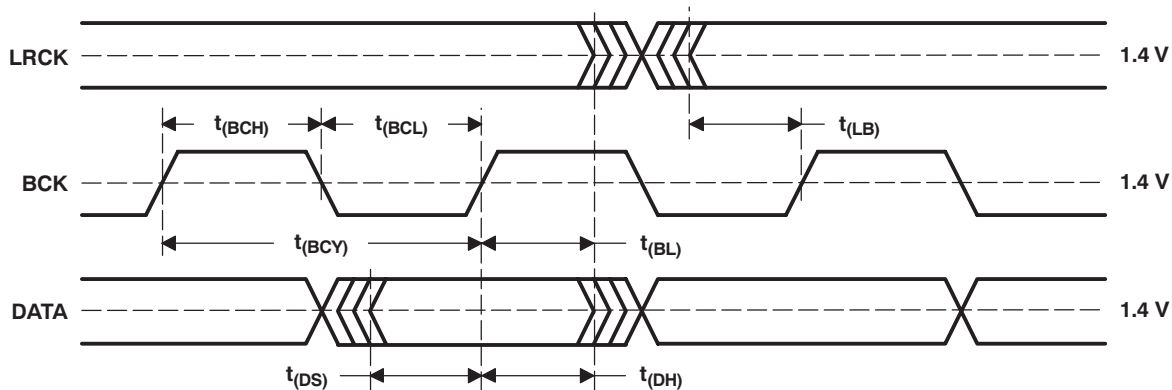 LRCK
1.4 V
t(BCH)
t(BCL)
t(LB)
BCK
1.4 V
t(BCY)
t(BL)
DATA
1.4 V
t(DS)
t(DH)